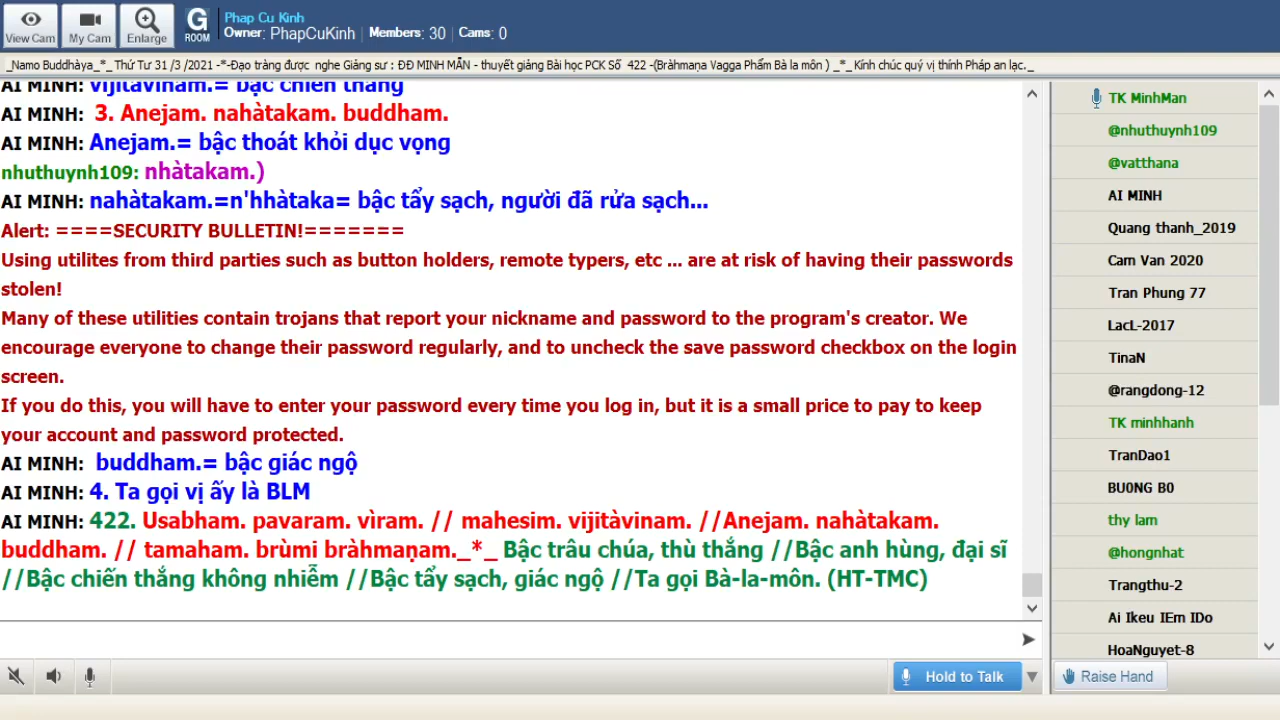 View Cam
My Cam
Enlarge
G
ROOM
Phap Cu Kinh
Owner: PhapCuKinh | Members: 30 | Cams: 0
_Namo Buddhàya_*_ Thứ Tư 31 /3 /2021 -*-Đạo tràng được nghe Giảng sư : ĐĐ MINH MẪN - thuyết giảng Bài học PCK Số 422 -(Bràhmaṇa Vagga Phẩm Bà la môn ) _*_ Kính chúc quý vị thính Pháp an lạc._
AI MINH: vijitàvinam.= bậc chiến thắng
AI MINH: 3. Anejam. nahàtakam. buddham.
AI MINH: Anejam.= bậc thoát khỏi dục vọng
nhuthuynh109: nhàtakam.)
AI MINH: nahàtakam.=n'hhàtaka= bậc tẩy sạch, người đã rửa sạch...
Alert: ====SECURITY BULLETIN!=======
Using utilites from third parties such as button holders, remote typers, etc ... are at risk of having their passwords
stolen!
Many of these utilities contain trojans that report your nickname and password to the program's creator. We
encourage everyone to change their password regularly, and to uncheck the save password checkbox on the login
screen.
If you do this, you will have to enter your password every time you log in, but it is a small price to pay to keep
your account and password protected.
AI MINH: buddham.= bậc giác ngộ
AI MINH: 4. Ta gọi vị ấy là BLM
AI MINH: 422. Usabham. pavaram. vìram. // mahesim. vijitàvinam. //Anejam. nahàtakam.
buddham. // tamaham. brùmi bràhmaṇam._*_ Bậc trâu chúa, thù thắng //Bậc anh hùng, đại sĩ
//Bậc chiến thắng không nhiễm //Bậc tẩy sạch, giác ngộ //Ta gọi Bà-la-môn. (HT-TMC)
TK MinhMan
@nhuthuynh109
@vatthana
AI MINH
Quang thanh_2019
Cam Van 2020
Tran Phung 77
LacL-2017
TinaN
@rangdong-12
TK minhhanh
TranDao1
BU0NG B0
thy lam
@hongnhat
Trangthu-2
Ai Ikeu IEm IDo
HoaNguyet-8
Hold to Talk
Raise Hand